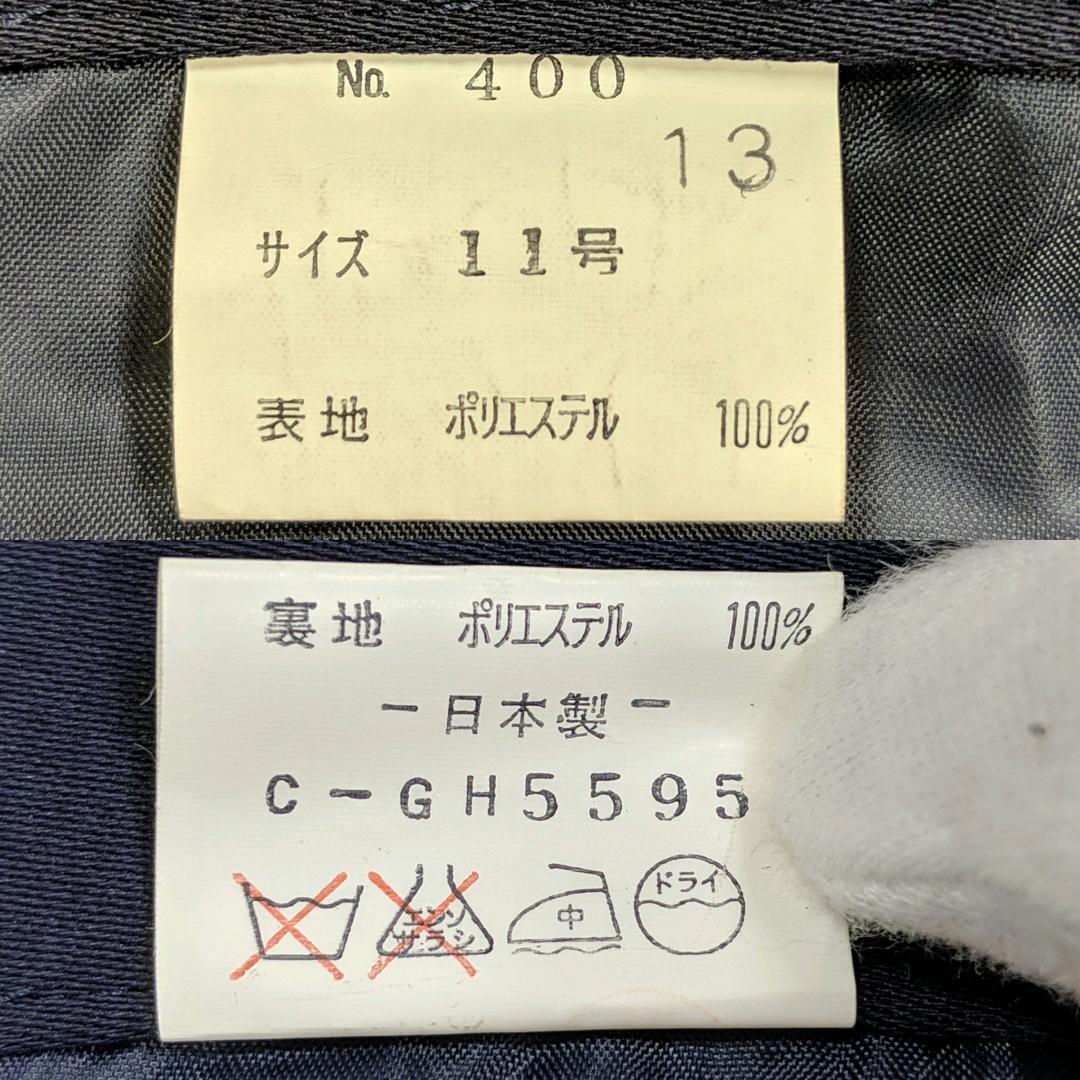 No. 400
13
サイズ 11号
表地 ポリエステル 100%
裏地 ポリエステル 100%
ー日本製ー
C-GH5595
エンソ
サラシ
中
ドライ